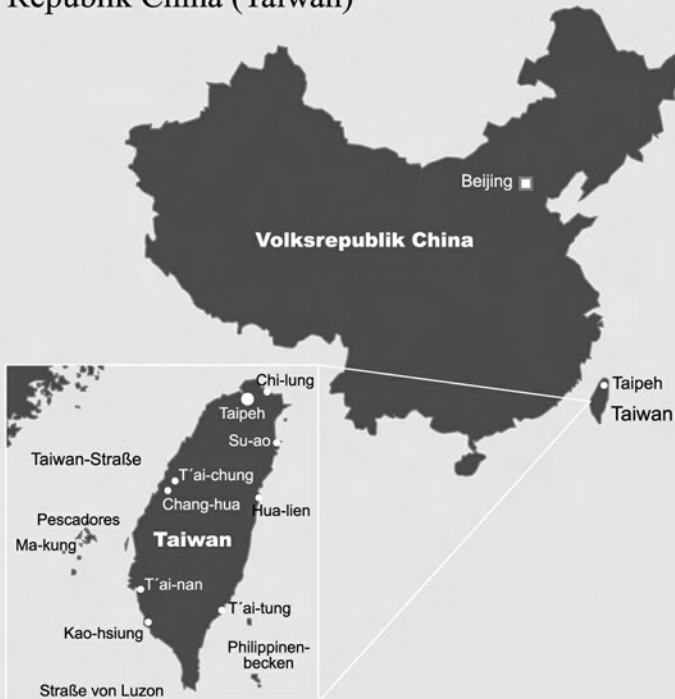 Republik China (Taiwan)
Beijing
Volksrepublik China
Taipeh
Taiwan
Chi-lung
Taipeh
Su-ao
Taiwan-Straße
T´ai-chung
Chang-hua
Hua-lien
Pescadores
Ma-kung
Taiwan
T´ai-nan
T´ai-tung
Kao-hsiung
Philippinen-
becken
Straße von Luzon